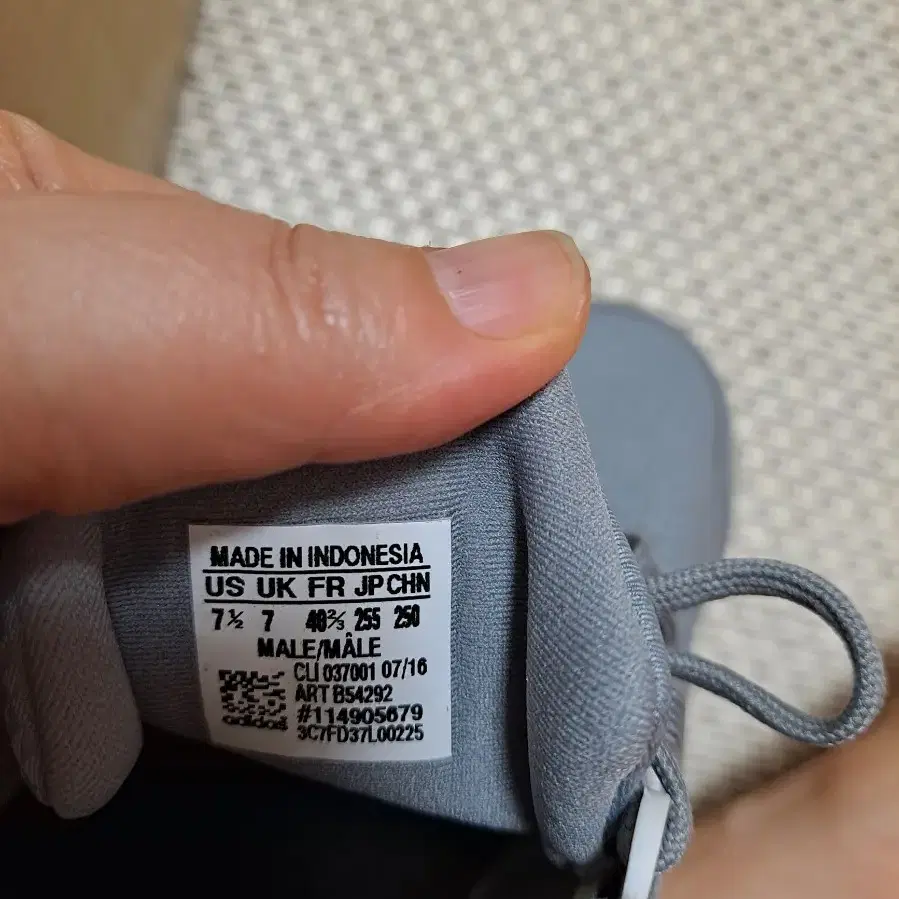 MADE IN INDONESIA
US UK FR JP CHN
7½ 7 40⅔ 255 250
MALE/MÂLE
CLI 037001 07/16
ART B54292
#114905679
adidas 3C7FD37L00225